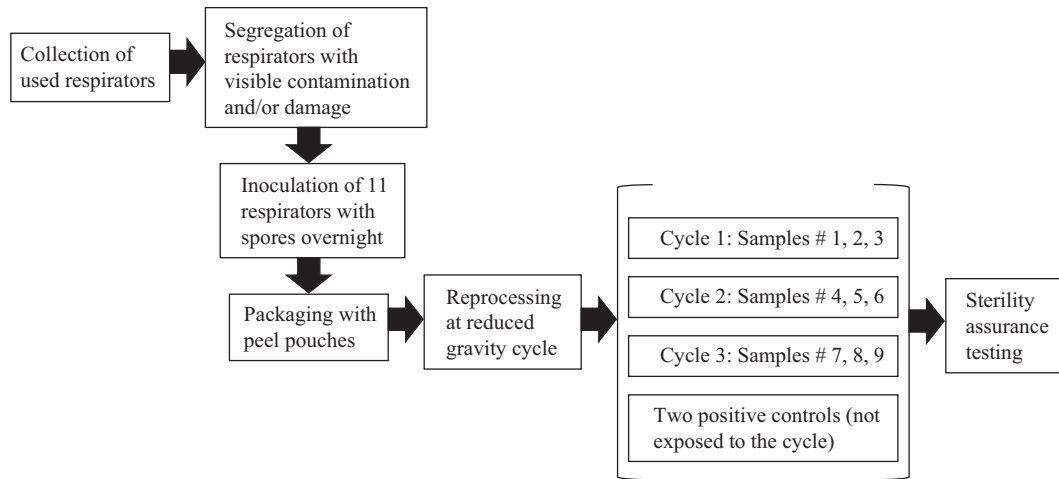 Collection of
used respirators
Segregation of
respirators with
visible contamination
and/or damage
Inoculation of 11
respirators with
spores overnight
Packaging with
peel pouches
Reprocessing
at reduced
gravity cycle
Cycle 1: Samples # 1, 2, 3
Cycle 2: Samples # 4, 5, 6
Cycle 3: Samples # 7, 8, 9
Two positive controls (not
exposed to the cycle)
Sterility
assurance
testing